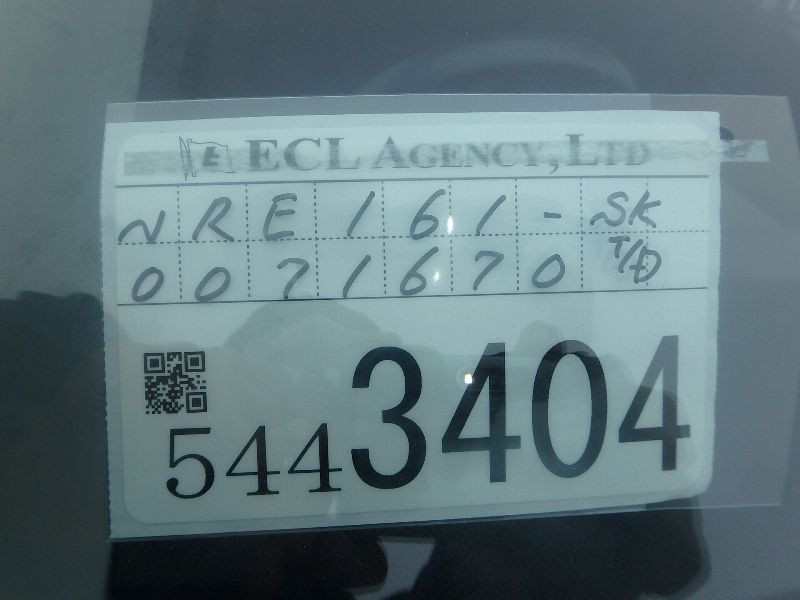 E ECL AGENCY, LTD
NRE161- SK
0071670 T/D
5443404